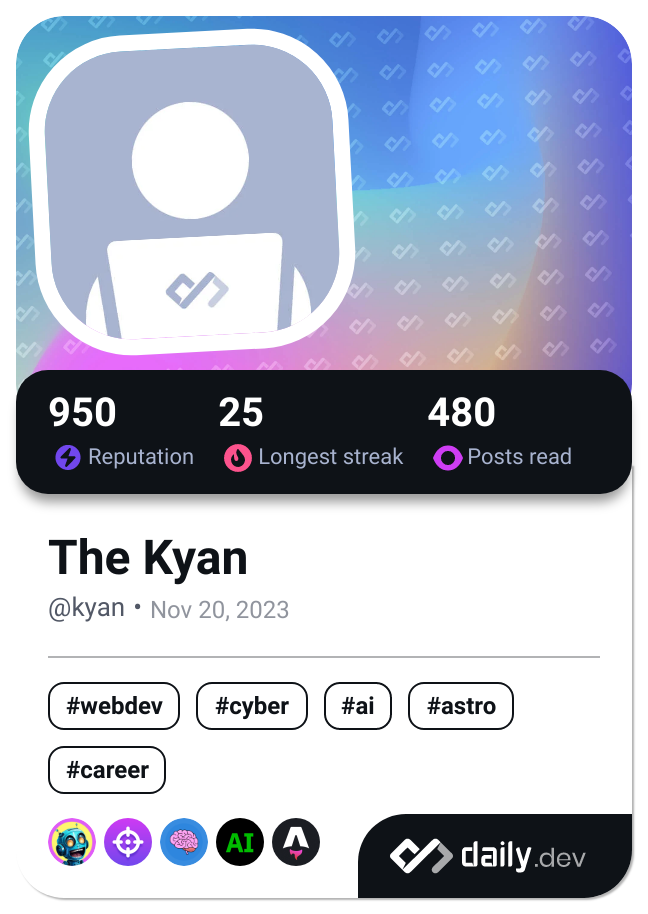 950 25 480
Reputation Longest streak Posts read
The Kyan
@kyan • Nov 20, 2023
#webdev #cyber #ai #astro
#career
AI
daily.dev